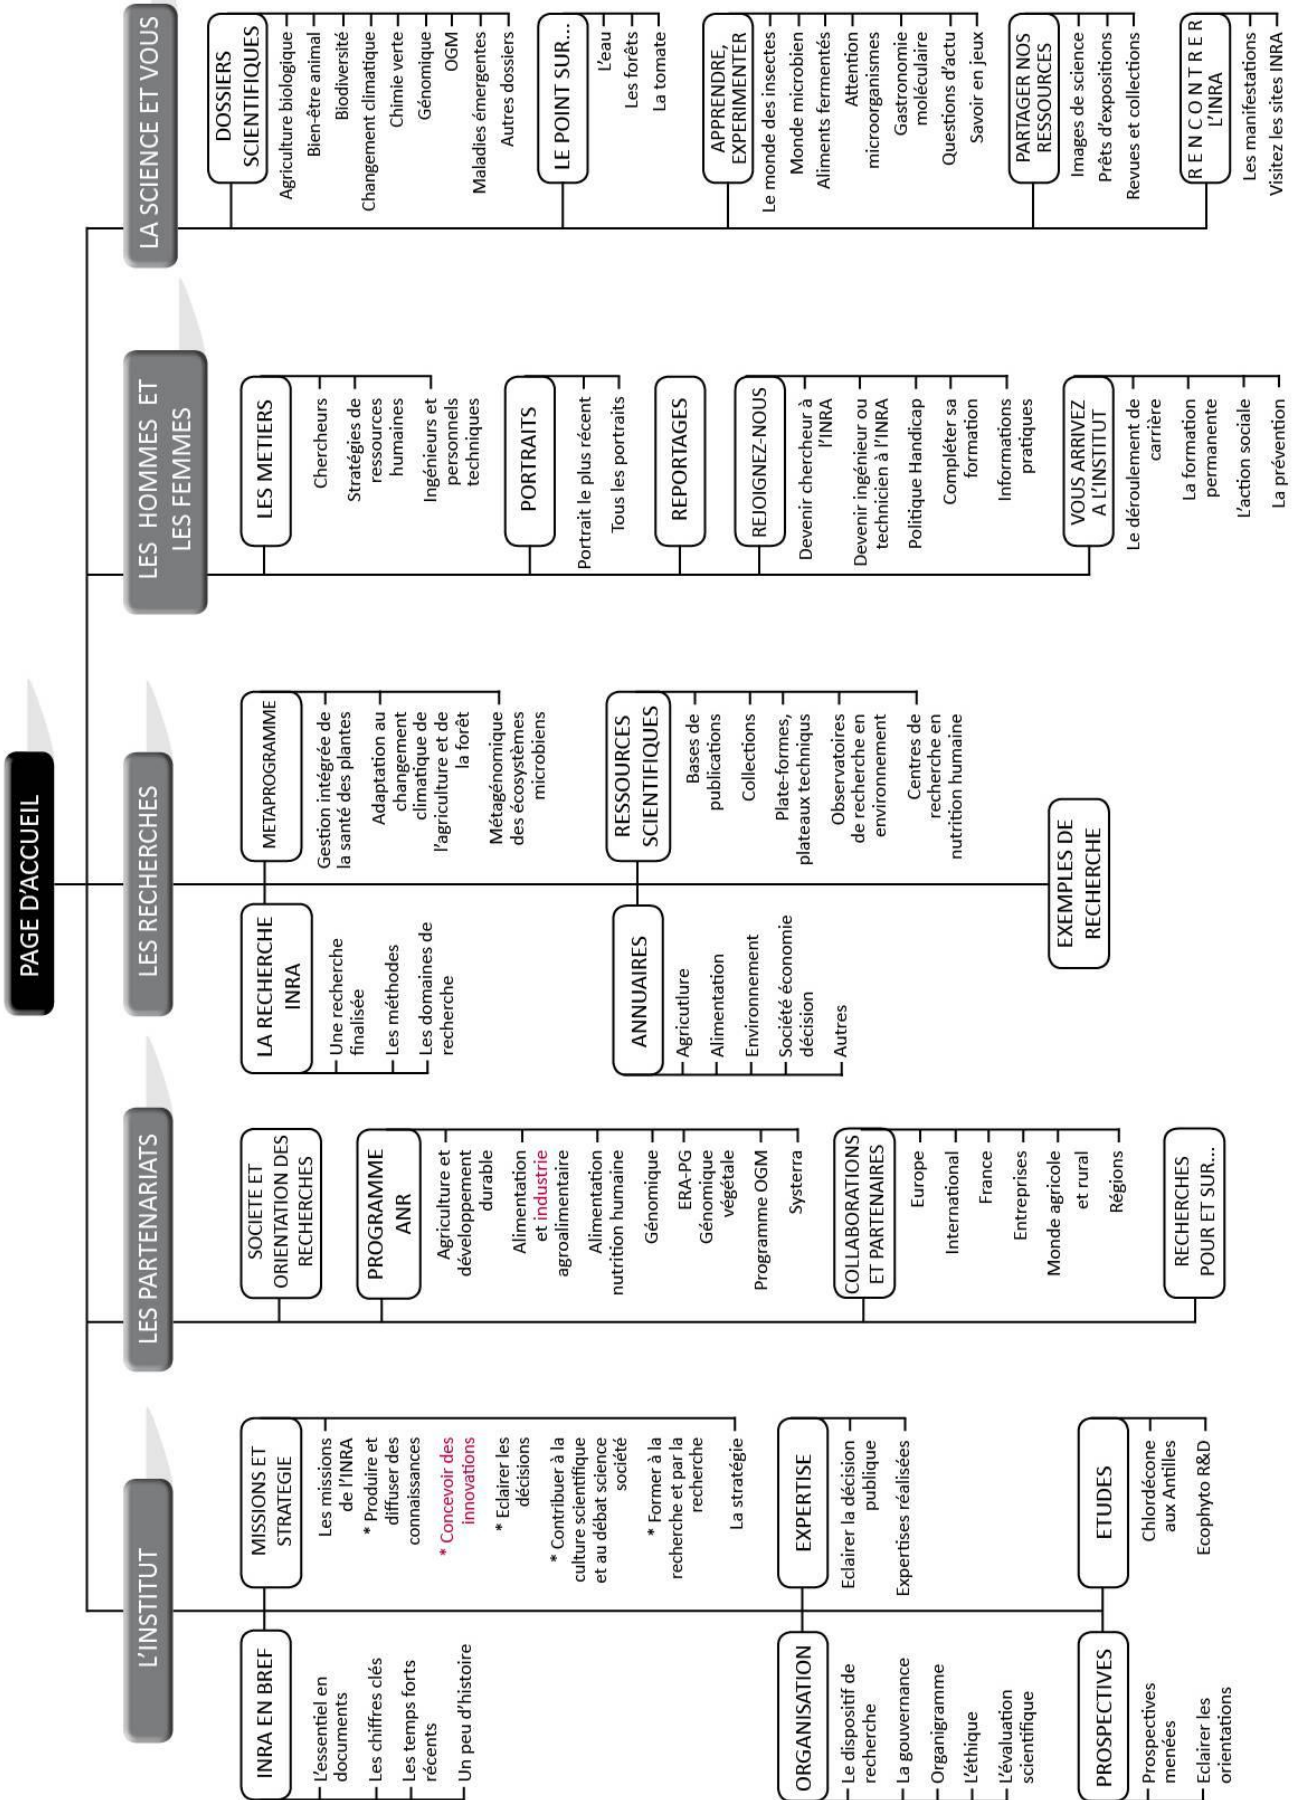 PAGE D'ACCUEIL
L'INSTITUT
INRA EN BREF
L'essentiel en
documents
Les chiffres clés
Les temps forts
récents
Un peu d'histoire
MISSIONS ET
STRATEGIE
Les missions
de l'INRA
* Produire et
diffuser des
connaissances
* Concevoir des
innovations
* Eclairer les
décisions
* Contribuer à la
culture scientifique
et au débat science
société
* Former à la
recherche et par la
recherche
La stratégie
ORGANISATION
Le dispositif de
recherche
La gouvernance
Organigramme
L'éthique
L'évaluation
scientifique
EXPERTISE
Eclairer la décision
publique
Expertises réalisées
PROSPECTIVES
Prospectives
menées
Eclairer les
orientations
ETUDES
Chlordécone
aux Antilles
Ecophyto R&D
LES PARTENARIATS
SOCIETE ET
ORIENTATION DES
RECHERCHES
PROGRAMME
ANR
Agriculture et
développement
durable
Alimentation
et industrie
agroalimentaire
Alimentation
nutrition humaine
Génomique
ERA-PG
Génomique
végétale
Programme OGM
Systerra
COLLABORATIONS
ET PARTENAIRES
Europe
International
France
Entreprises
Monde agricole
et rural
Régions
RECHERCHES
POUR ET SUR...
LES RECHERCHES
LA RECHERCHE
INRA
Une recherche
finalisée
Les méthodes
Les domaines de
recherche
METAPROGRAMME
Gestion intégrée de
la santé des plantes
Adaptation au
changement
climatique de
l'agriculture et de
la forêt
Métagénomique
des écosystèmes
microbiens
ANNUAIRES
Agricutlure
Alimentation
Environnement
Société économie
décision
Autres
RESSOURCES
SCIENTIFIQUES
Bases de
publications
Collections
Plate-formes,
plateaux techniqus
Observatoires
de recherche en
environnement
Centres de
recherche en
nutrition humaine
EXEMPLES DE
RECHERCHE
LES HOMMES ET
LES FEMMES
LES METIERS
Chercheurs
Stratégies de
ressources
humaines
Ingénieurs et
personnels
techniques
PORTRAITS
Portrait le plus récent
Tous les portraits
REPORTAGES
REJOIGNEZ-NOUS
Devenir chercheur à
l'INRA
Devenir ingénieur ou
technicien à l'INRA
Politique Handicap
Compléter sa
formation
Informations
pratiques
VOUS ARRIVEZ
A L'INSTITUT
Le déroulement de
carrière
La formation
permanente
L'action sociale
La prévention
LA SCIENCE ET VOUS
DOSSIERS
SCIENTIFIQUES
Agriculture biologique
Bien-être animal
Biodiversité
Changement climatique
Chimie verte
Génomique
OGM
Maladies émergentes
Autres dossiers
LE POINT SUR...
L'eau
Les forêts
La tomate
APPRENDRE,
EXPERIMENTER
Le monde des insectes
Monde microbien
Aliments fermentés
Attention
microorganismes
Gastronomie
moléculaire
Questions d'actu
Savoir en jeux
PARTAGER NOS
RESSOURCES
Images de science
Prêts d'expositions
Revues et collections
RENCONTRER
L'INRA
Les manifestations
Visitez les sites INRA